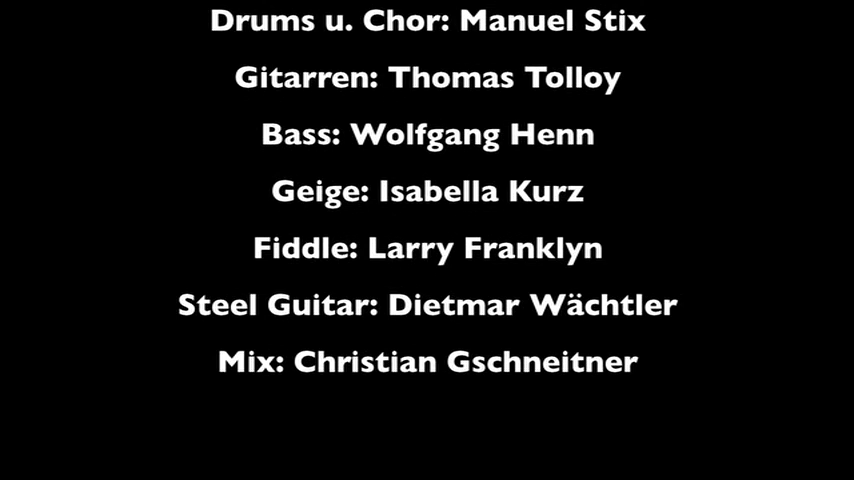 Drums u. Chor: Manuel Stix
Gitarren: Thomas Tolloy
Bass: Wolfgang Henn
Geige: Isabella Kurz
Fiddle: Larry Franklyn
Steel Guitar: Dietmar Wächtler
Mix: Christian Gschneitner